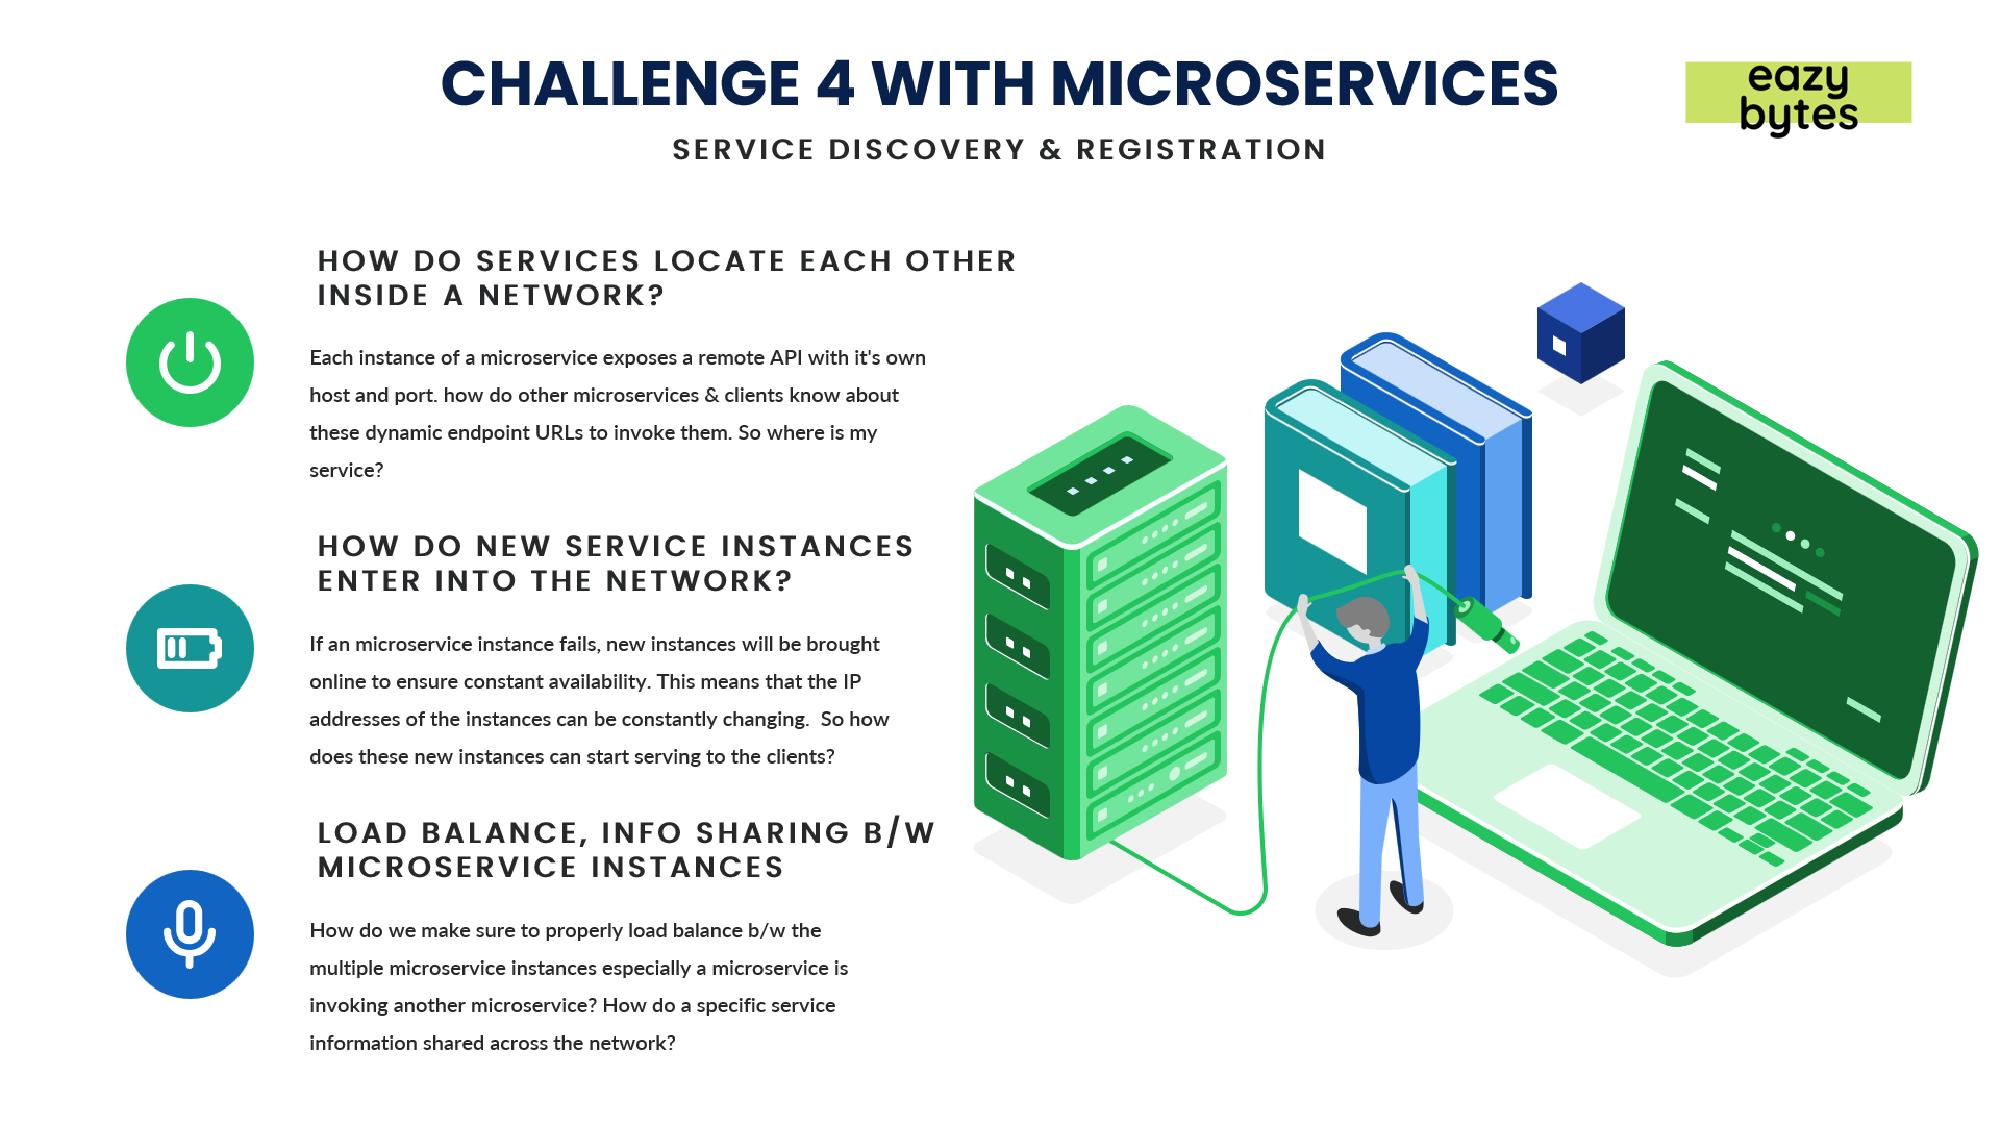 CHALLENGE 4 WITH MICROSERVICES
eazy
bytes
SERVICE DISCOVERY & REGISTRATION
HOW DO SERVICES LOCATE EACH OTHER
INSIDE A NETWORK?
Each instance of a microservice exposes a remote API with it's own
host and port. how do other microservices & clients know about
these dynamic endpoint URLs to invoke them. So where is my
service?
HOW DO NEW SERVICE INSTANCES
ENTER INTO THE NETWORK?
If an microservice instance fails, new instances will be brought
online to ensure constant availability. This means that the IP
addresses of the instances can be constantly changing.  So how
does these new instances can start serving to the clients?
LOAD BALANCE, INFO SHARING B/W
MICROSERVICE INSTANCES
How do we make sure to properly load balance b/w the
multiple microservice instances especially a microservice is
invoking another microservice? How do a specific service
information shared across the network?